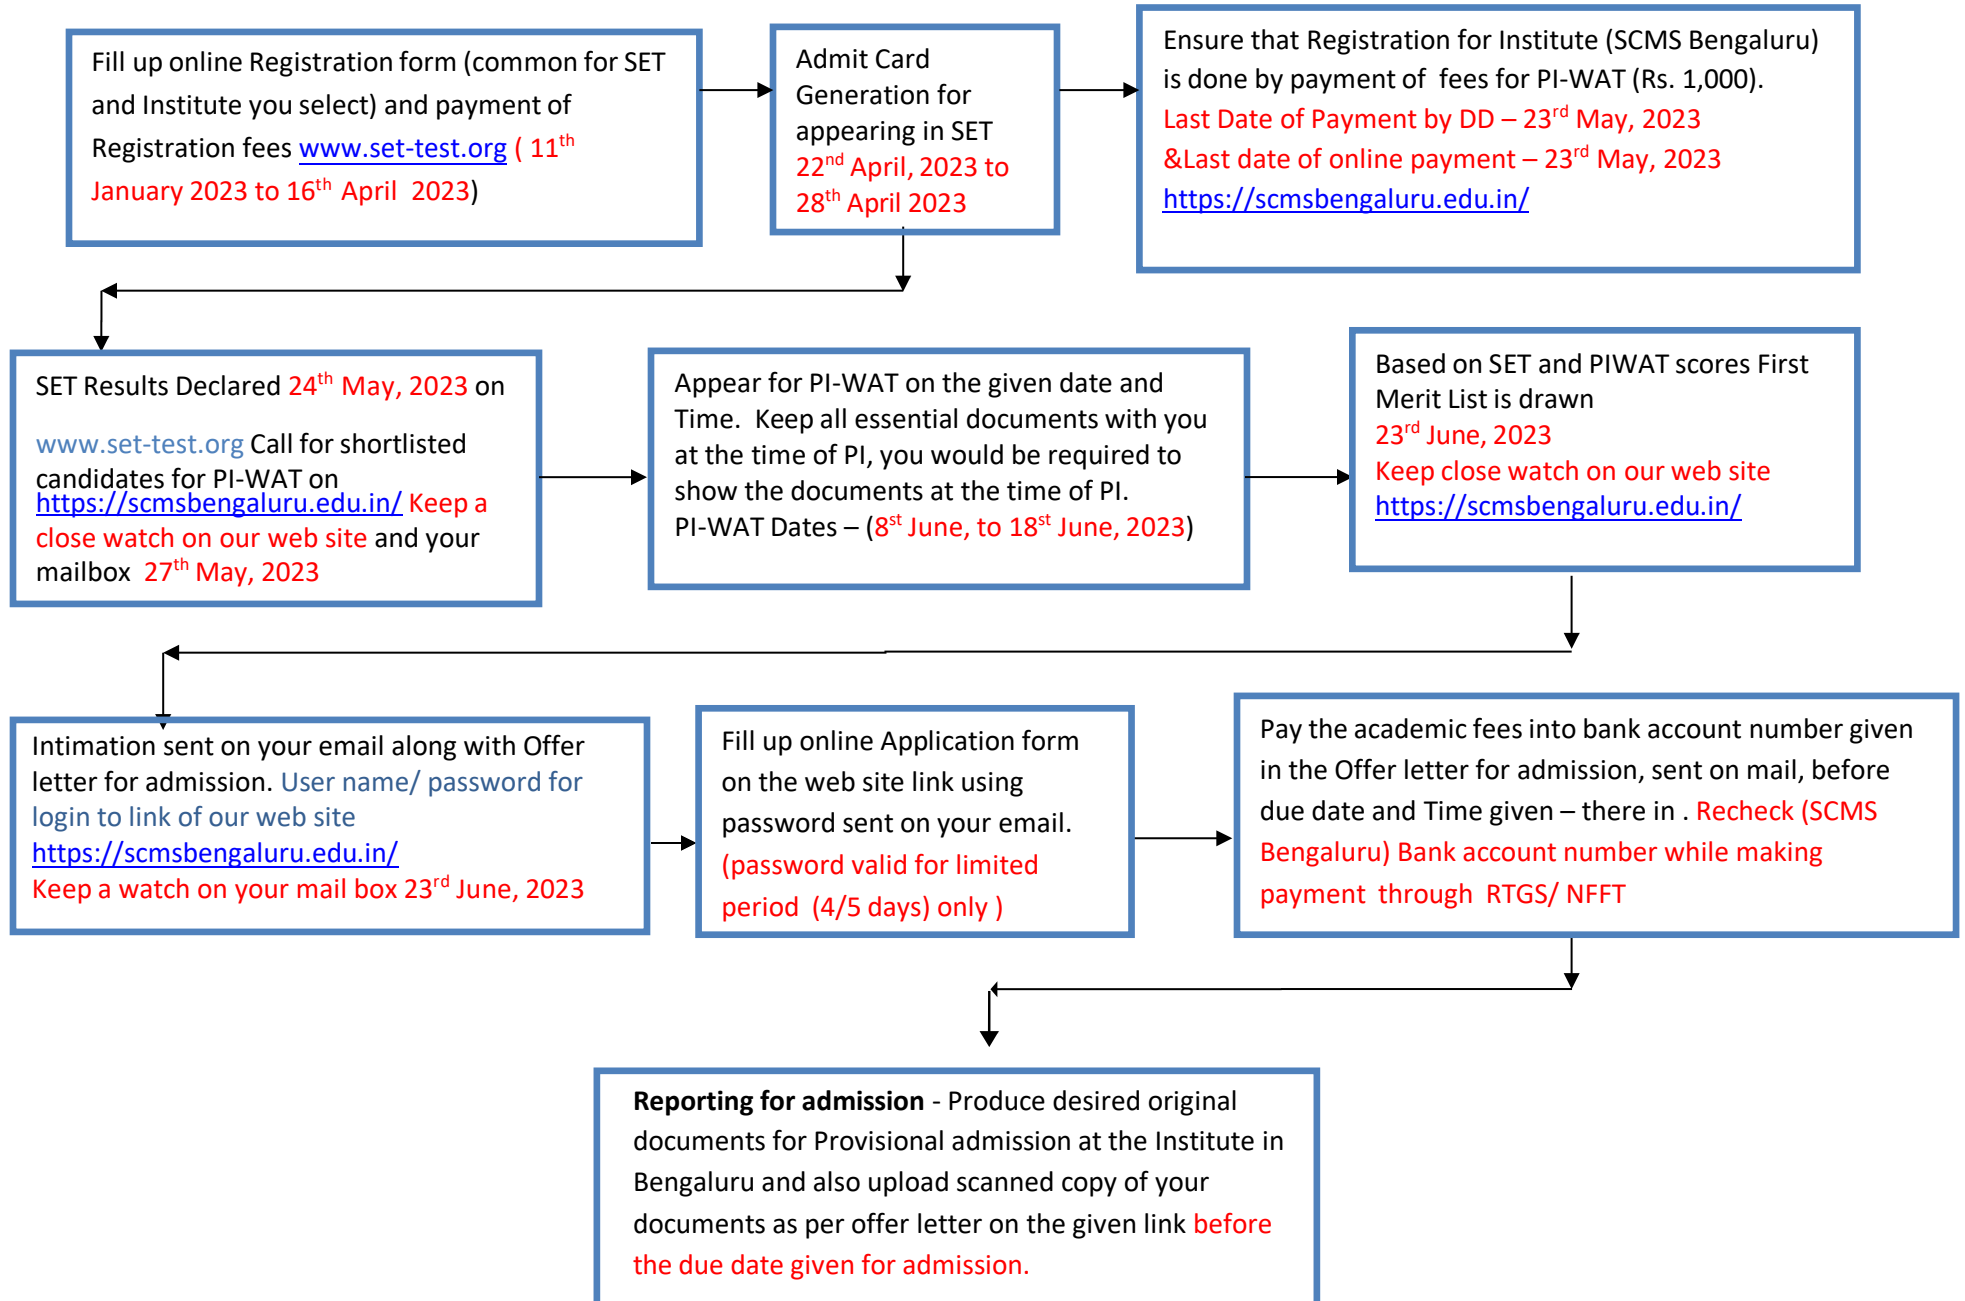 Fill up online Registration form (common for SET
and Institute you select) and payment of
Registration fees www.set-test.org ( 11th
January 2023 to 16th April 2023)
Admit Card
Generation for
appearing in SET
22nd April, 2023 to
28th April 2023
Ensure that Registration for Institute (SCMS Bengaluru)
is done by payment of fees for PI-WAT (Rs. 1,000).
Last Date of Payment by DD – 23rd May, 2023
&Last date of online payment – 23rd May, 2023
https://scmsbengaluru.edu.in/
SET Results Declared 24th May, 2023 on
www.set-test.org Call for shortlisted
candidates for PI-WAT on
https://scmsbengaluru.edu.in/ Keep a
close watch on our web site and your
mailbox 27th May, 2023
Appear for PI-WAT on the given date and
Time. Keep all essential documents with you
at the time of PI, you would be required to
show the documents at the time of PI.
PI-WAT Dates – (8st June, to 18st June, 2023)
Based on SET and PIWAT scores First
Merit List is drawn
23rd June, 2023
Keep close watch on our web site
https://scmsbengaluru.edu.in/
Intimation sent on your email along with Offer
letter for admission. User name/ password for
login to link of our web site
https://scmsbengaluru.edu.in/
Keep a watch on your mail box 23rd June, 2023
Fill up online Application form
on the web site link using
password sent on your email.
(password valid for limited
period (4/5 days) only )
Pay the academic fees into bank account number given
in the Offer letter for admission, sent on mail, before
due date and Time given – there in . Recheck (SCMS
Bengaluru) Bank account number while making
payment through RTGS/ NFFT
Reporting for admission - Produce desired original
documents for Provisional admission at the Institute in
Bengaluru and also upload scanned copy of your
documents as per offer letter on the given link before
the due date given for admission.